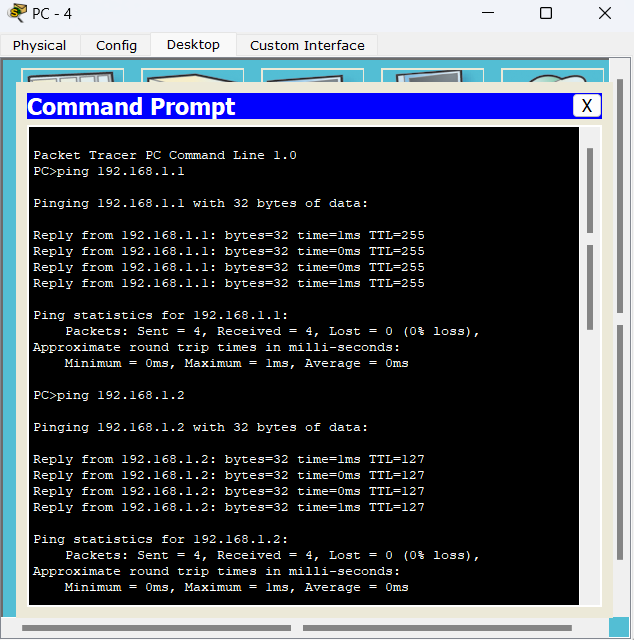 PC - 4
Physical Config Desktop Custom Interface
Command Prompt X
Packet Tracer PC Command Line 1.0
PC>ping 192.168.1.1
Pinging 192.168.1.1 with 32 bytes of data:
Reply from 192.168.1.1: bytes=32 time=1ms TTL=255
Reply from 192.168.1.1: bytes=32 time=0ms TTL=255
Reply from 192.168.1.1: bytes=32 time=0ms TTL=255
Reply from 192.168.1.1: bytes=32 time=1ms TTL=255
Ping statistics for 192.168.1.1:
Packets: Sent = 4, Received = 4, Lost = 0 (0% loss),
Approximate round trip times in milli-seconds:
Minimum = 0ms, Maximum = 1ms, Average = 0ms
PC>ping 192.168.1.2
Pinging 192.168.1.2 with 32 bytes of data:
Reply from 192.168.1.2: bytes=32 time=1ms TTL=127
Reply from 192.168.1.2: bytes=32 time=0ms TTL=127
Reply from 192.168.1.2: bytes=32 time=0ms TTL=127
Reply from 192.168.1.2: bytes=32 time=1ms TTL=127
Ping statistics for 192.168.1.2:
Packets: Sent = 4, Received = 4, Lost = 0 (0% loss),
Approximate round trip times in milli-seconds:
Minimum = 0ms, Maximum = 1ms, Average = 0ms